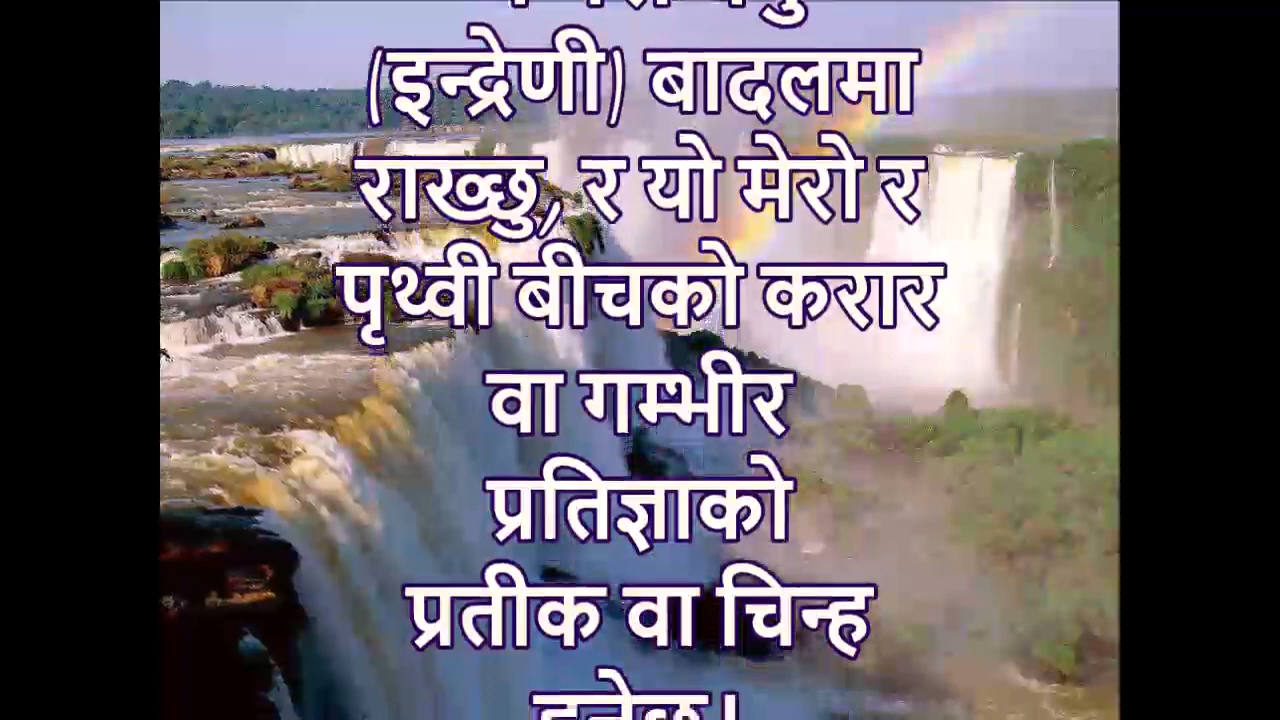 (इन्द्रेणी) बादलमा
राख्छु, र यो मेरो र
पृथ्वी बीचको करार
वा गम्भीर
प्रतिज्ञाको
प्रतीक वा चिन्ह
हुनेछ।